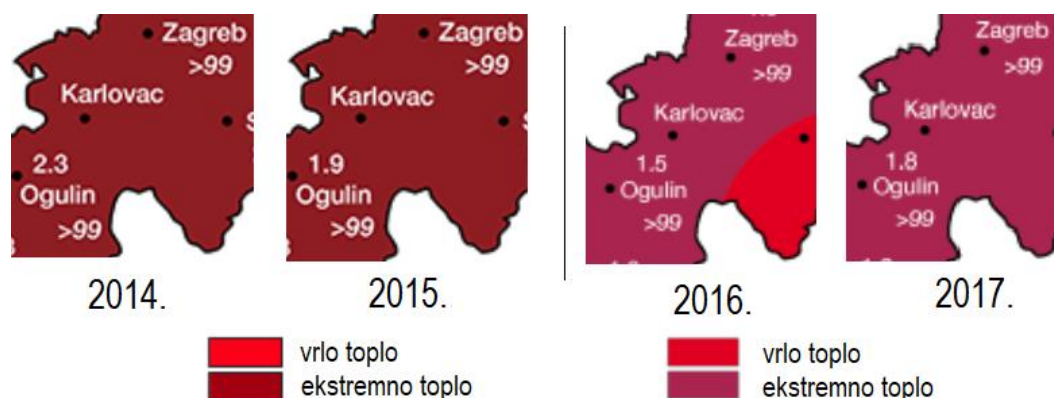 Zagreb
>99
Karlovac
2.3
Ogulin
>99
2014.
Zagreb
>99
Karlovac
1.9
Ogulin
>99
2015.
Zagreb
>99
Karlovac
1.5
Ogulin
>99
2016.
Zagreb
>99
Karlovac
1.8
Ogulin
>99
2017.
vrlo toplo
ekstremno toplo
vrlo toplo
ekstremno toplo